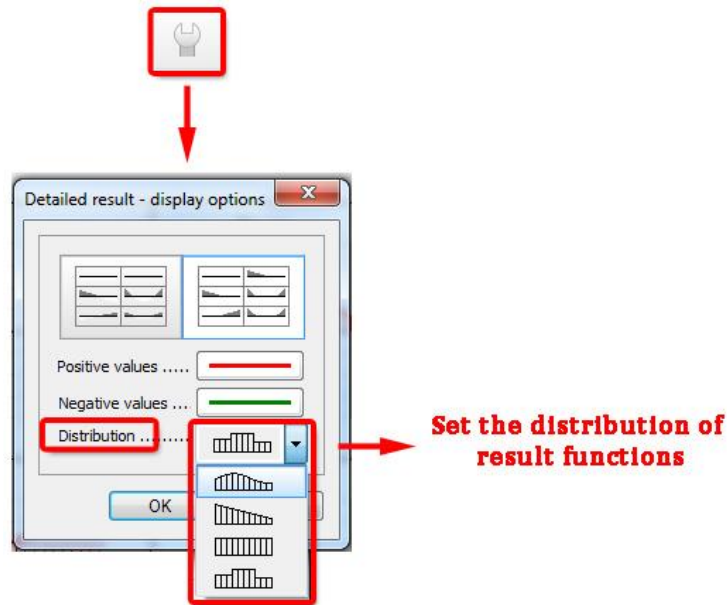 Detailed result - display options
Positive values .....
Negative values ...
Distribution .........
OK
Set the distribution of
result functions